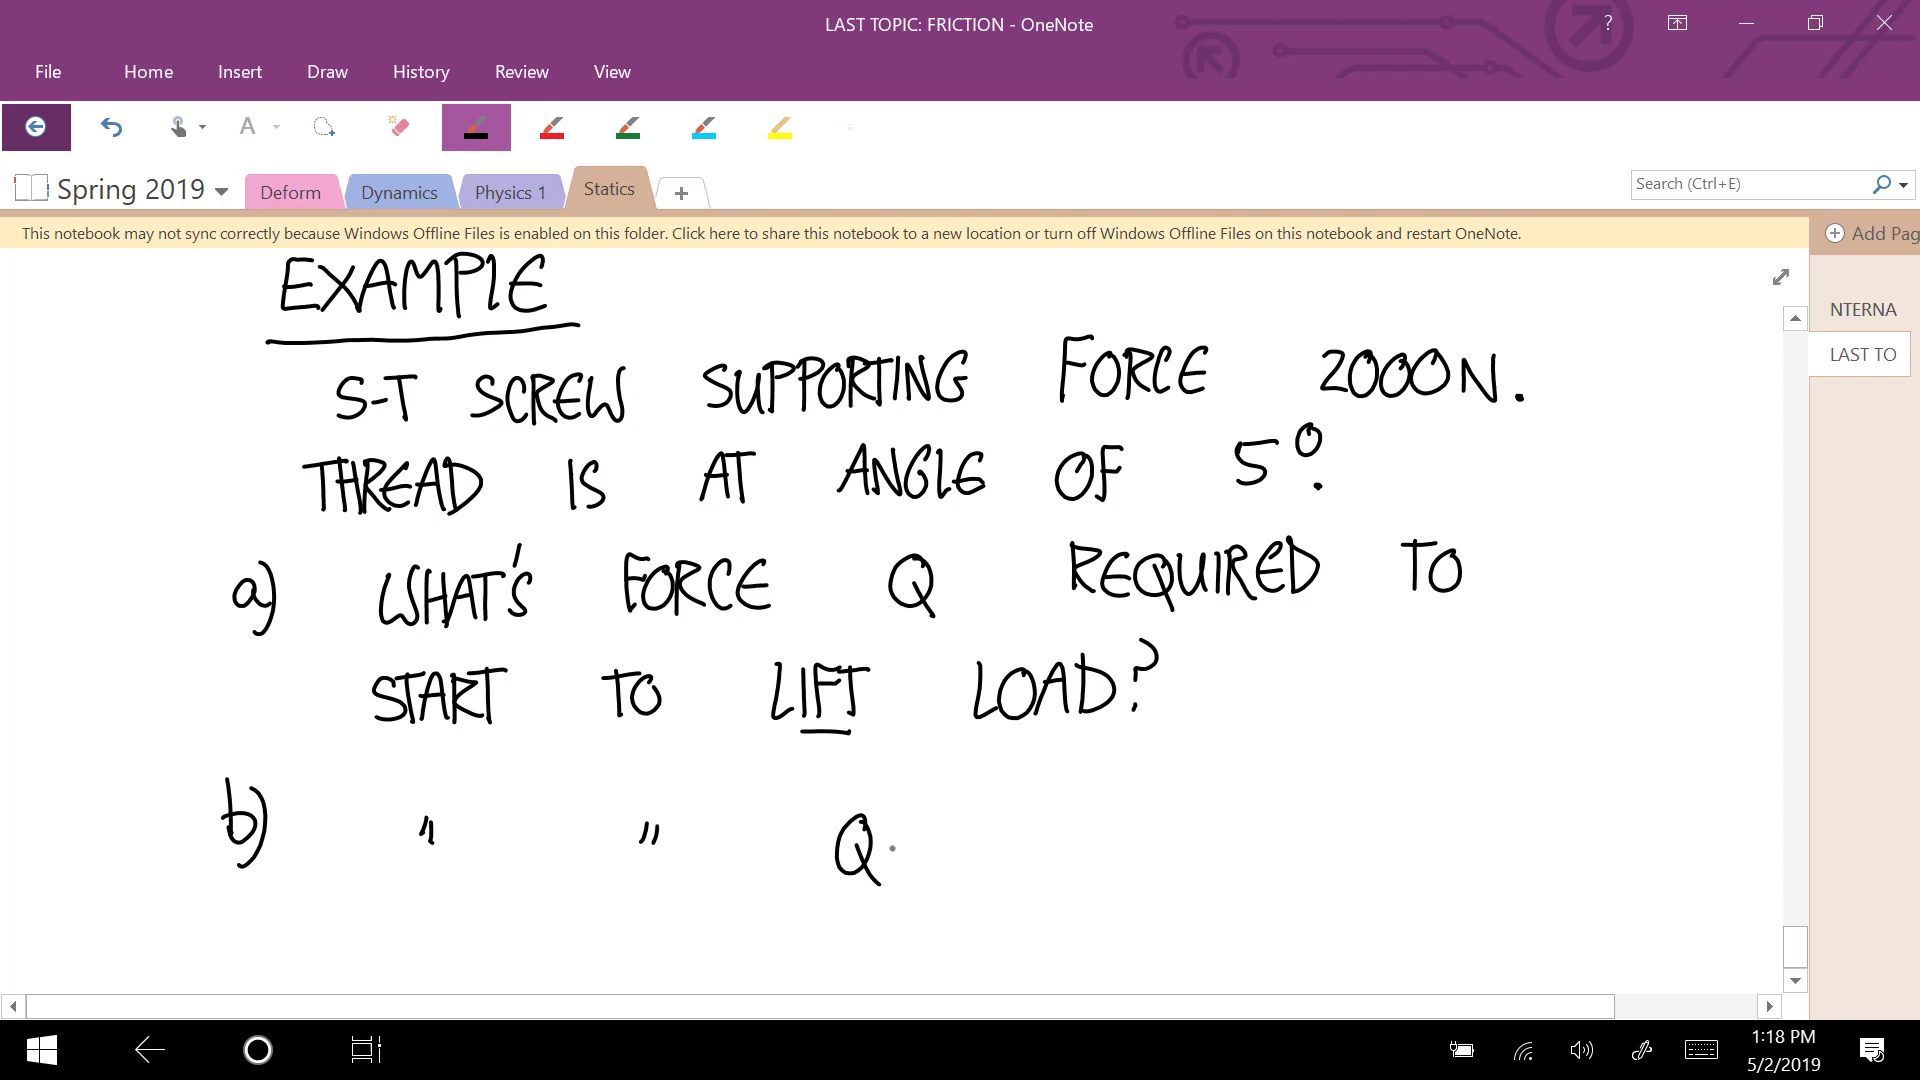 LAST TOPIC: FRICTION - OneNote
?
File Home Insert Draw History Review View
A
Spring 2019 Deform Dynamics Physics 1 Statics + Search (Ctrl+E)
This notebook may not sync correctly because Windows Offline Files is enabled on this folder. Click here to share this notebook to a new location or turn off Windows Offline Files on this notebook and restart OneNote.
Add Pag
NTERNA
LAST TO
EXAMPLE
S-T SCREW SUPPORTING FORCE 2000N.
THREAD IS AT ANGLE OF 5°.
a) WHAT'S FORCE Q REQUIRED TO
START TO LIFT LOAD?
b) " " Q
1:18 PM
5/2/2019